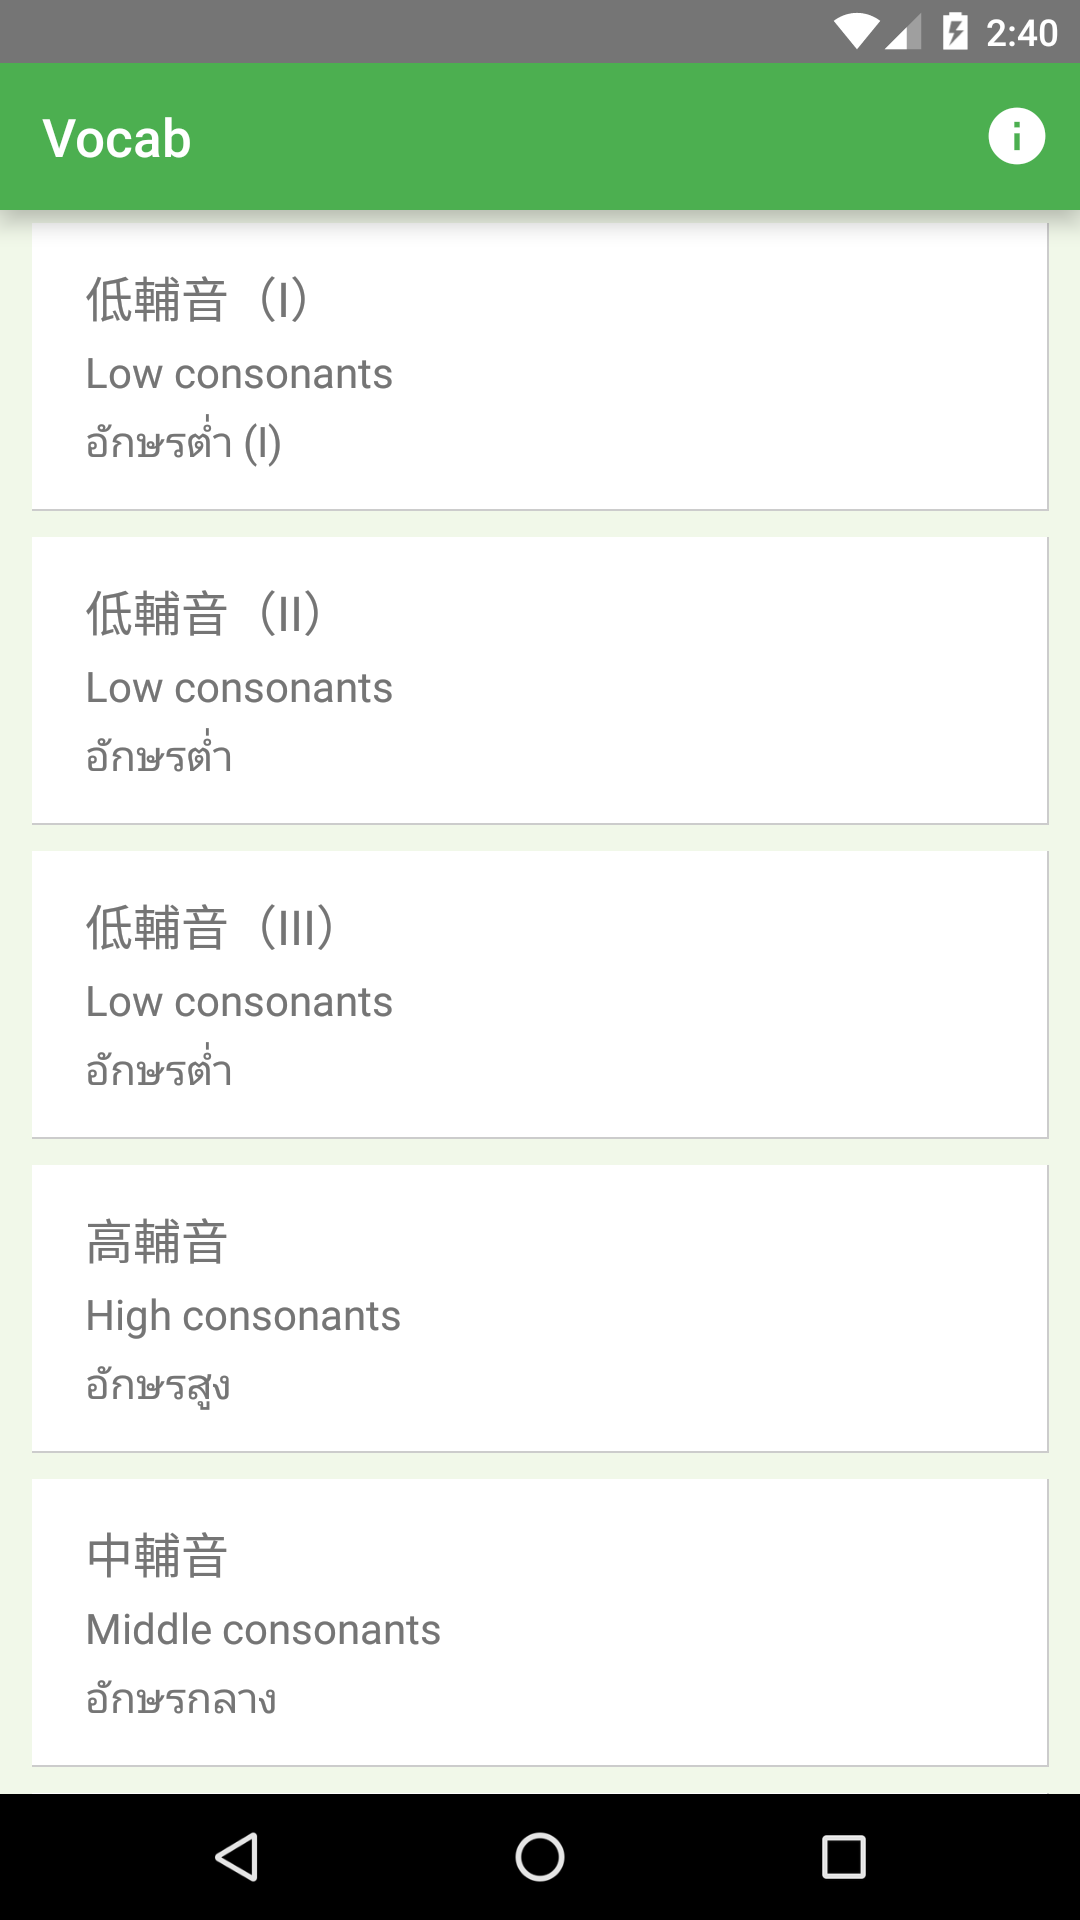 2:40
Vocab
低輔音（I）
Low consonants
อักษรต่ำ (I)
低輔音（II）
Low consonants
อักษรต่ำ
低輔音（III）
Low consonants
อักษรต่ำ
高輔音
High consonants
อักษรสูง
中輔音
Middle consonants
อักษรกลาง